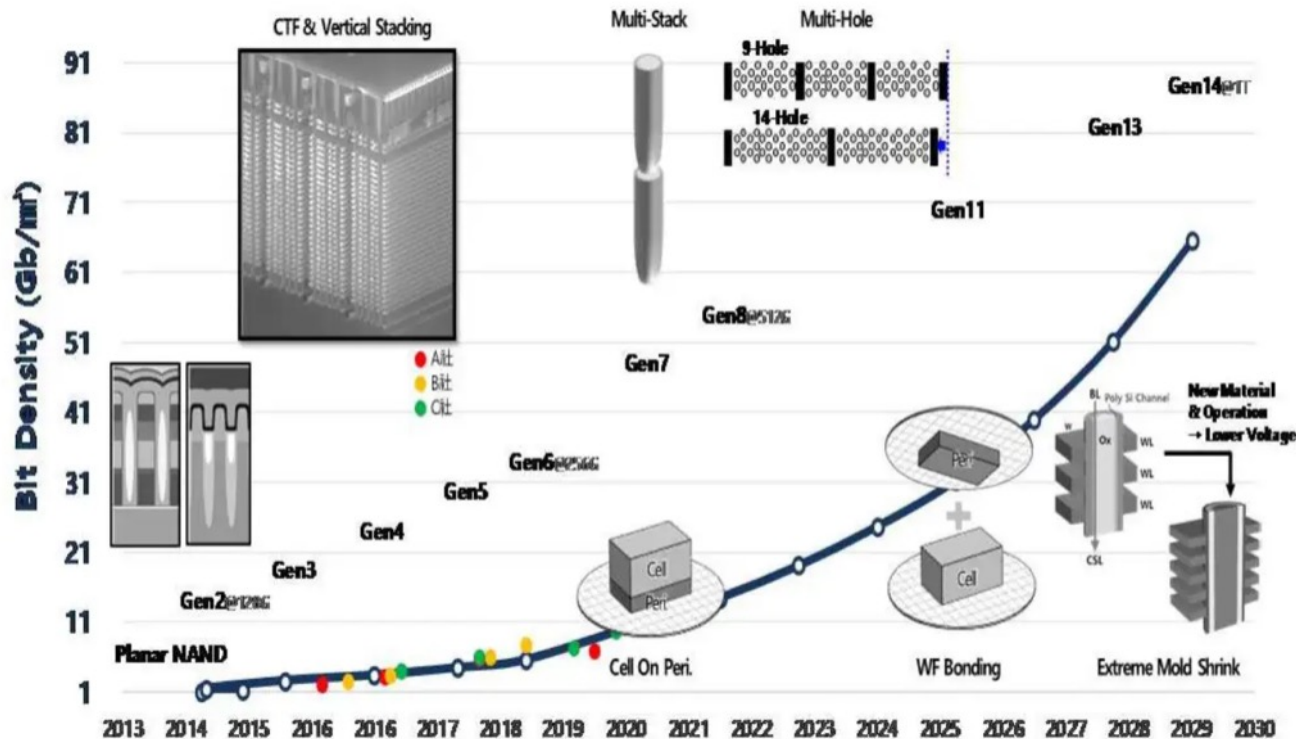 CTF & Vertical Stacking
Multi-Stack
Multi-Hole
9-Hole
14-Hole
Bit Density (Gb/㎟)
91
81
71
61
51
41
31
21
11
1
Gen14@1T
Gen13
Gen11
Gen8@512G
Gen7
Gen6@256G
Gen5
Gen4
Gen3
Gen2@128G
Planar NAND
A社
B社
C社
Cell
Peri
Cell On Peri.
Peri
+
Cell
WF Bonding
BL
Poly Si Channel
Ox
WL
WL
WL
CSL
New Material
& Operation
→ Lower Voltage
Extreme Mold Shrink
2013 2014 2015 2016 2016 2017 2018 2019 2020 2021 2022 2023 2024 2025 2026 2027 2028 2029 2030